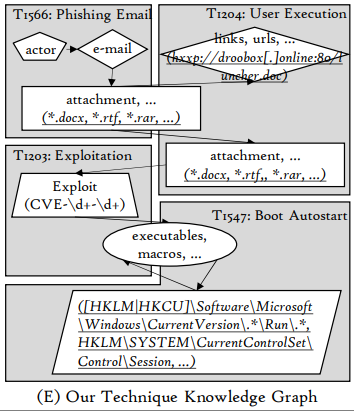 T1566: Phishing Email
T1204: User Execution
actor
e-mail
links, urls, ...
(hxxp://droobox[.]online:80/l
uncher.doc)
attachment, ...
(*.docx, *.rtf, *.rar, ...)
T1203: Exploitation
attachment, ...
(*.docx, *.rtf,, *.rar, ...)
Exploit
(CVE-\d+-\d+)
T1547: Boot Autostart
executables,
macros, ...
([HKLM|HKCU]\Software\Microsoft
\Windows\CurrentVersion\.*\Run\.*,
HKLM\SYSTEM\CurrentControlSet\
Control\Session, ...)
(E) Our Technique Knowledge Graph